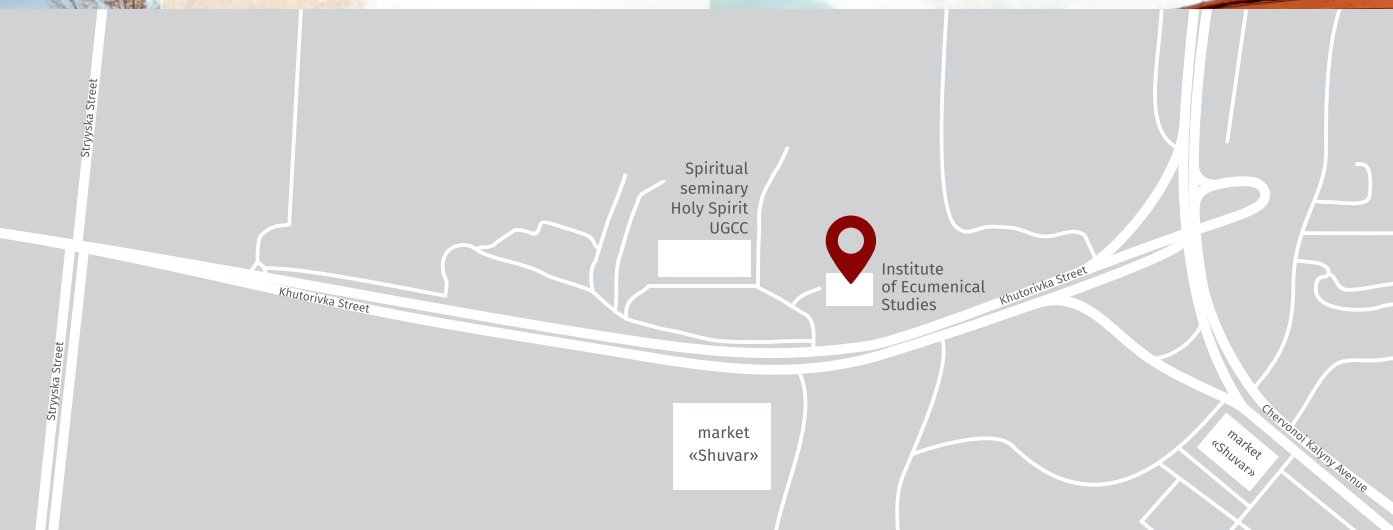 Stryyska Street
Spiritual
seminary
Holy Spirit
UGCC
Institute
of Ecumenical
Studies
Khutorivka Street
Khutorivka Street
Stryyska Street
market
«Shuvar»
Chervonoi Kalyny Avenue
market
«Shuvar»